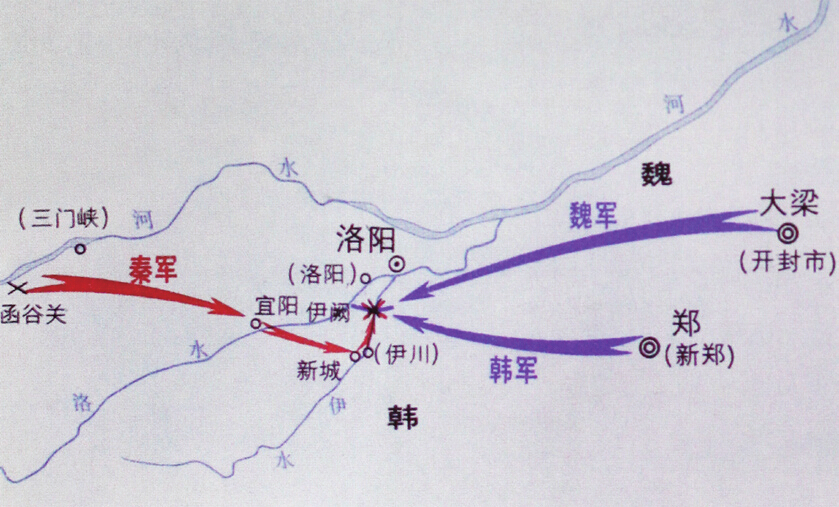 水
河
魏
大梁
(开封市)
魏军
水
(三门峡)
河
洛阳
(洛阳)
秦军
函谷关
宜阳
伊阙
郑
(新郑)
韩军
新城
(伊川)
水
洛
伊
韩
水